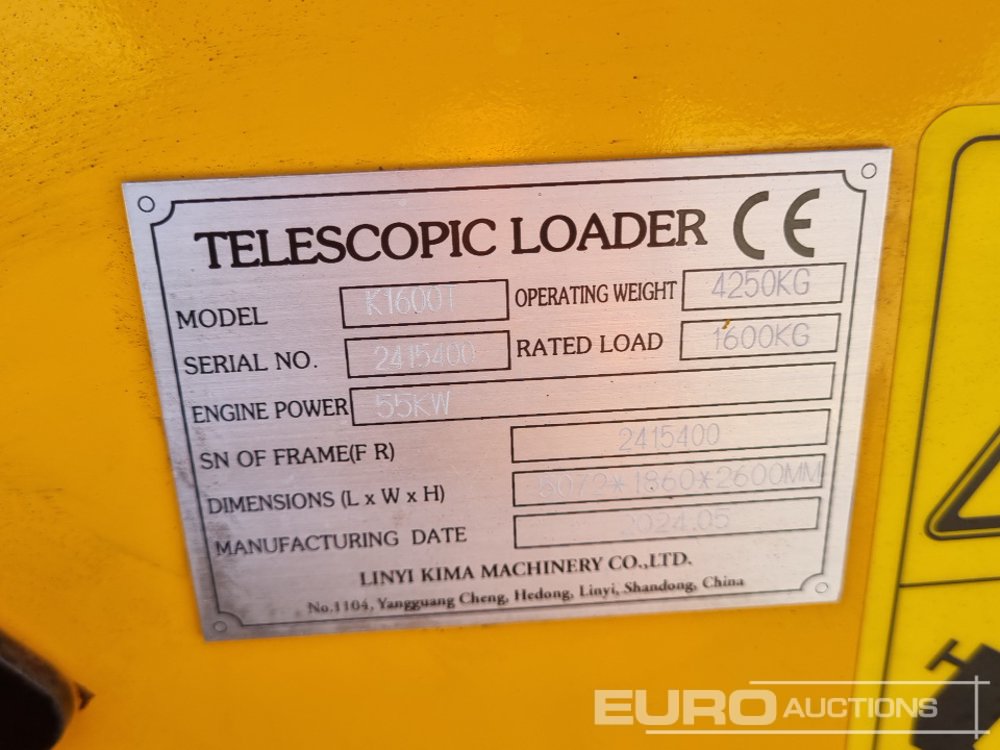 TELESCOPIC LOADER CE
MODEL K1600T OPERATING WEIGHT 4250KG
SERIAL NO. 2415400 RATED LOAD 1600KG
ENGINE POWER 55KW
SN OF FRAME(F R) 2415400
DIMENSIONS (L x W x H) 5072*1860*2600MM
MANUFACTURING DATE 2024.05
LINYI KIMA MACHINERY CO.,LTD.
No.1104, Yangguang Cheng, Hedong, Linyi, Shandong, China
EURO AUCTIONS